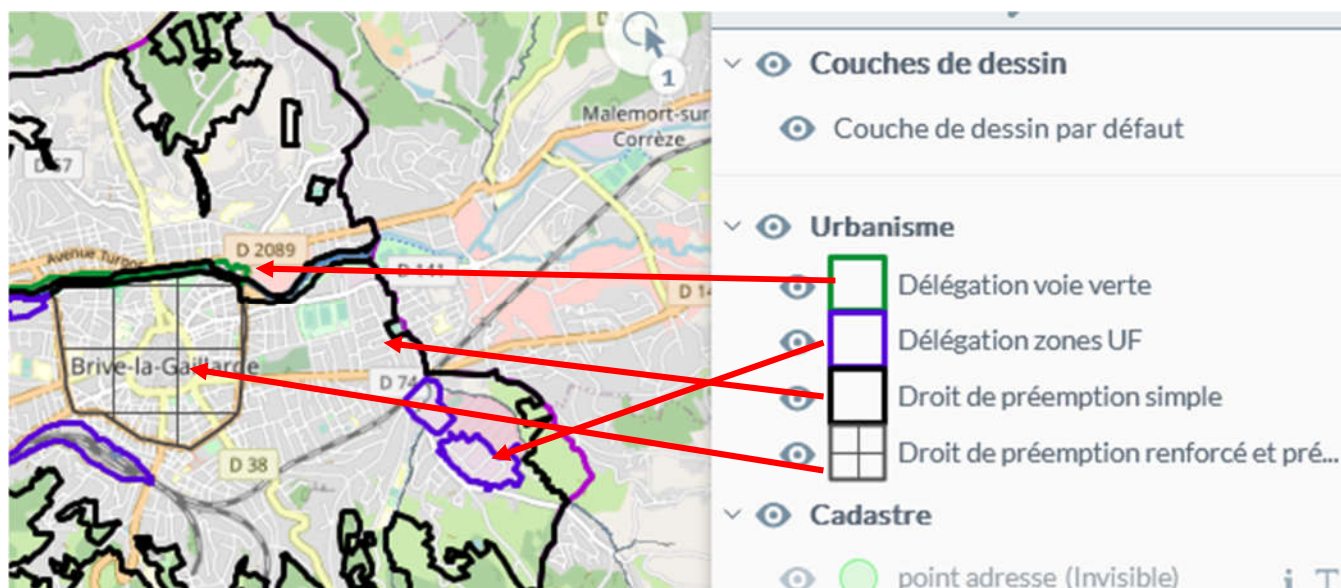 1
Malemort-sur
Corrèze
D 2089
Avenue Turg
D 141
D 14
Brive-la-Gaillarde
D 74
D 38
Couches de dessin
Couche de dessin par défaut
Urbanisme
Délégation voie verte
Délégation zones UF
Droit de préemption simple
Droit de préemption renforcé et pré...
Cadastre
point adresse (Invisible)